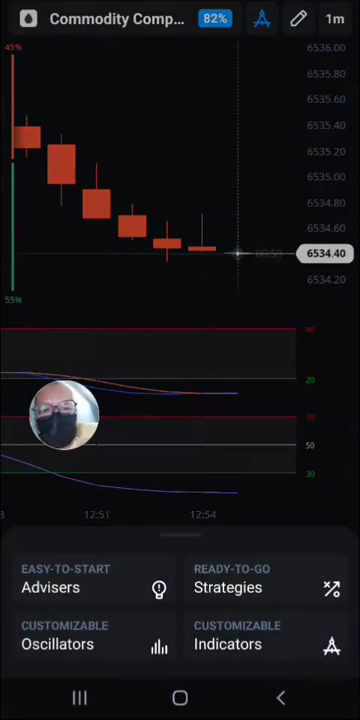 Commodity Comp... 82% 1m
45%
6536.00
6535.80
6535.60
6535.40
6535.20
6535.00
6534.80
6534.60
00:50 6534.40
6534.20
55%
20
70
50
30
12:51 12:54
EASY-TO-START
Advisers
READY-TO-GO
Strategies
CUSTOMIZABLE
Oscillators
CUSTOMIZABLE
Indicators